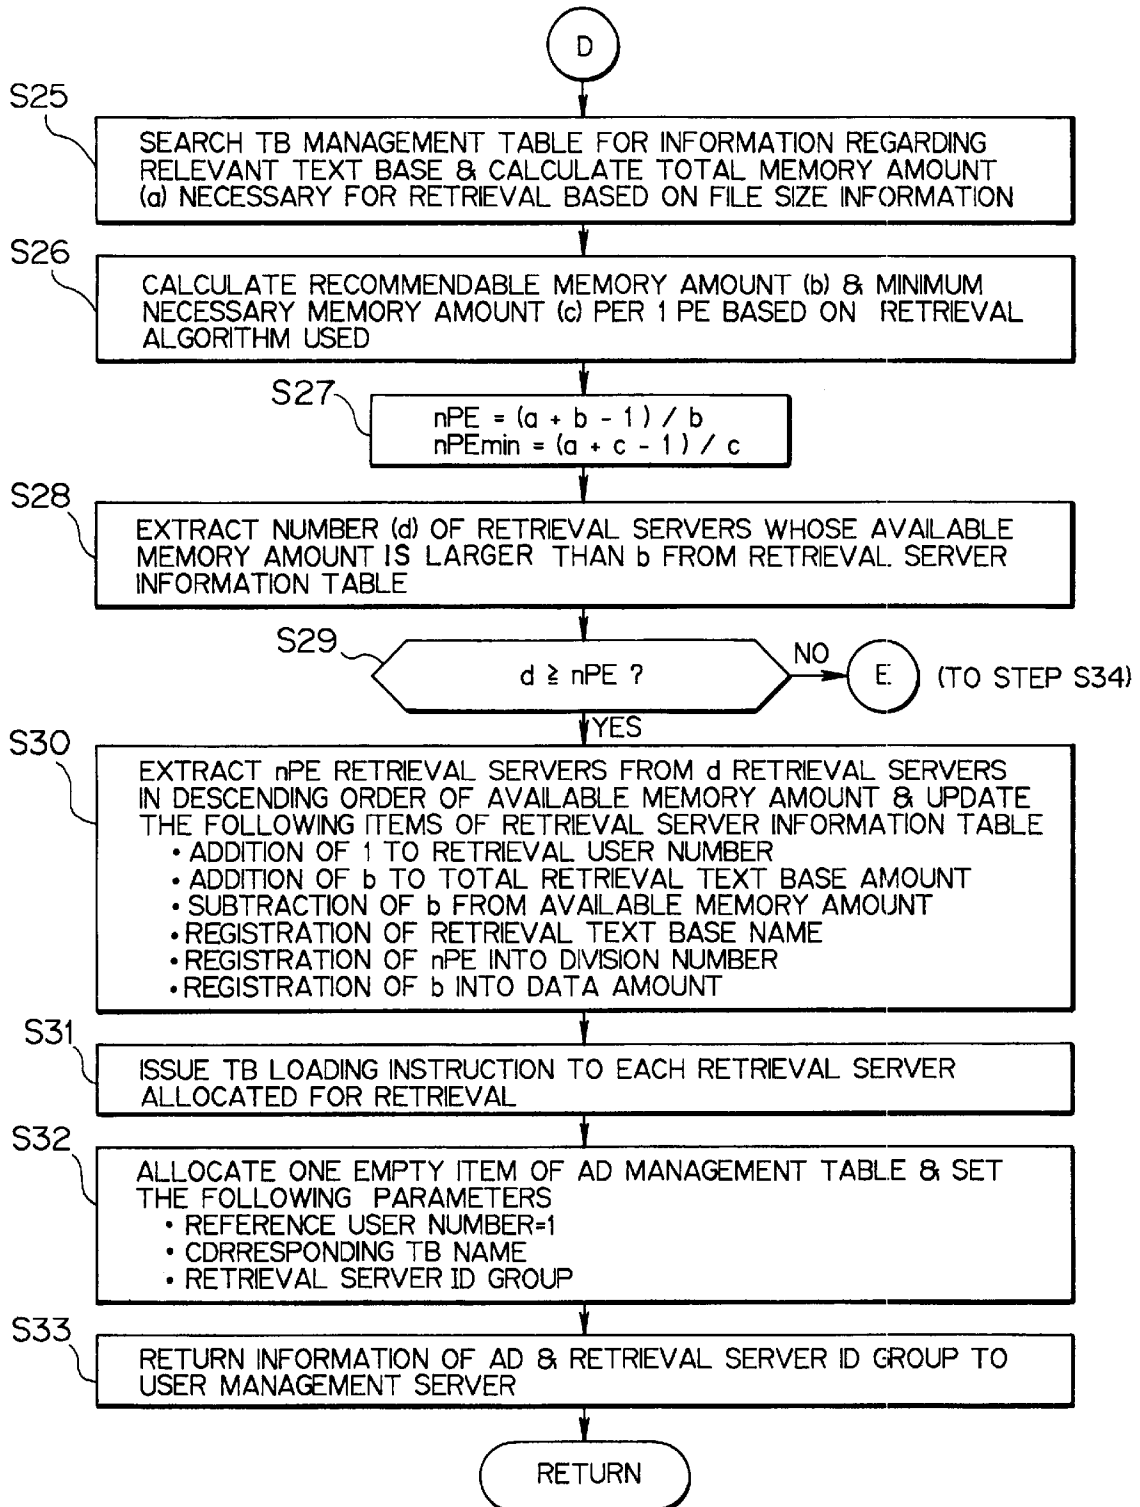 D
S25
SEARCH TB MANAGEMENT TABLE FOR INFORMATION REGARDING
RELEVANT TEXT BASE & CALCULATE TOTAL MEMORY AMOUNT
(a) NECESSARY FOR RETRIEVAL BASED ON FILE SIZE INFORMATION
S26
CALCULATE RECOMMENDABLE MEMORY AMOUNT (b) & MINIMUM
NECESSARY MEMORY AMOUNT (c) PER 1 PE BASED ON RETRIEVAL
ALGORITHM USED
S27
nPE = (a + b - 1) / b
nPEmin = (a + c - 1) / c
S28
EXTRACT NUMBER (d) OF RETRIEVAL SERVERS WHOSE AVAILABLE
MEMORY AMOUNT IS LARGER THAN b FROM RETRIEVAL. SERVER
INFORMATION TABLE
S29
d ≧ nPE ?
NO
E.
(TO STEP S34)
YES
S30
EXTRACT nPE RETRIEVAL SERVERS FROM d RETRIEVAL SERVERS
IN DESCENDING ORDER OF AVAILABLE MEMORY AMOUNT & UPDATE
THE FOLLOWING ITEMS OF RETRIEVAL SERVER INFORMATION TABLE
• ADDITION OF 1 TO RETRIEVAL USER NUMBER
• ADDITION OF b TO TOTAL RETRIEVAL TEXT BASE AMOUNT
• SUBTRACTION OF b FROM AVAILABLE MEMORY AMOUNT
• REGISTRATION OF RETRIEVAL TEXT BASE NAME
• REGISTRATION OF nPE INTO DIVISION NUMBER
• REGISTRATION OF b INTO DATA AMOUNT
S31
ISSUE TB LOADING INSTRUCTION TO EACH RETRIEVAL SERVER
ALLOCATED FOR RETRIEVAL
S32
ALLOCATE ONE EMPTY ITEM OF AD MANAGEMENT TABLE & SET
THE FOLLOWING PARAMETERS
• REFERENCE USER NUMBER=1
• CDRRESPONDING TB NAME
• RETRIEVAL SERVER ID GROUP
S33
RETURN INFORMATION OF AD & RETRIEVAL SERVER ID GROUP TO
USER MANAGEMENT SERVER
RETURN